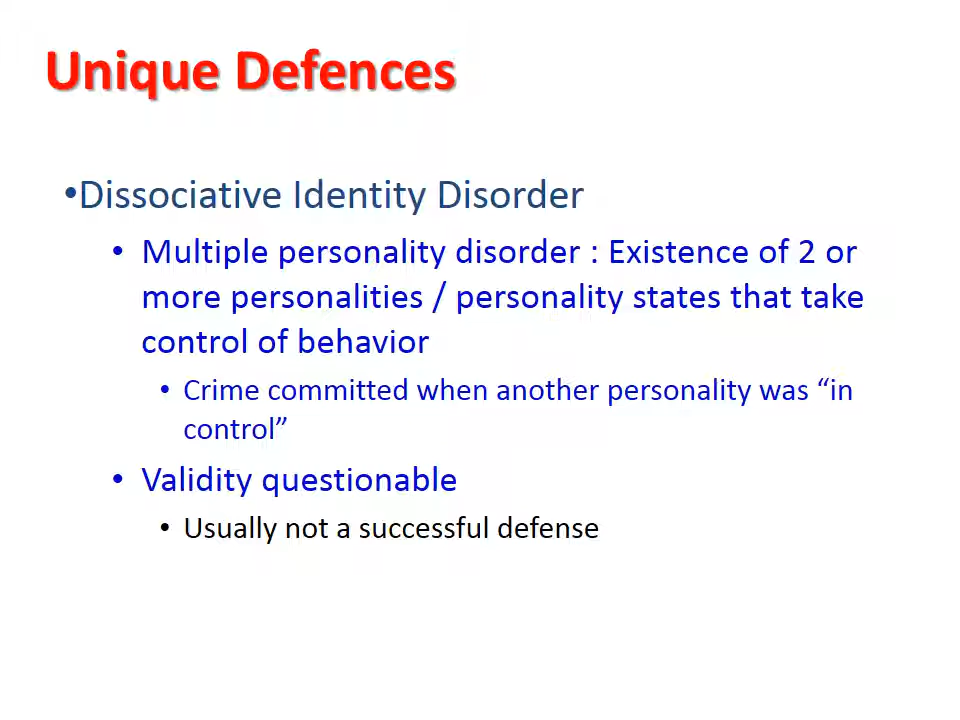 Unique Defences
•Dissociative Identity Disorder
• Multiple personality disorder : Existence of 2 or
more personalities / personality states that take
control of behavior
• Crime committed when another personality was “in
control”
• Validity questionable
• Usually not a successful defense